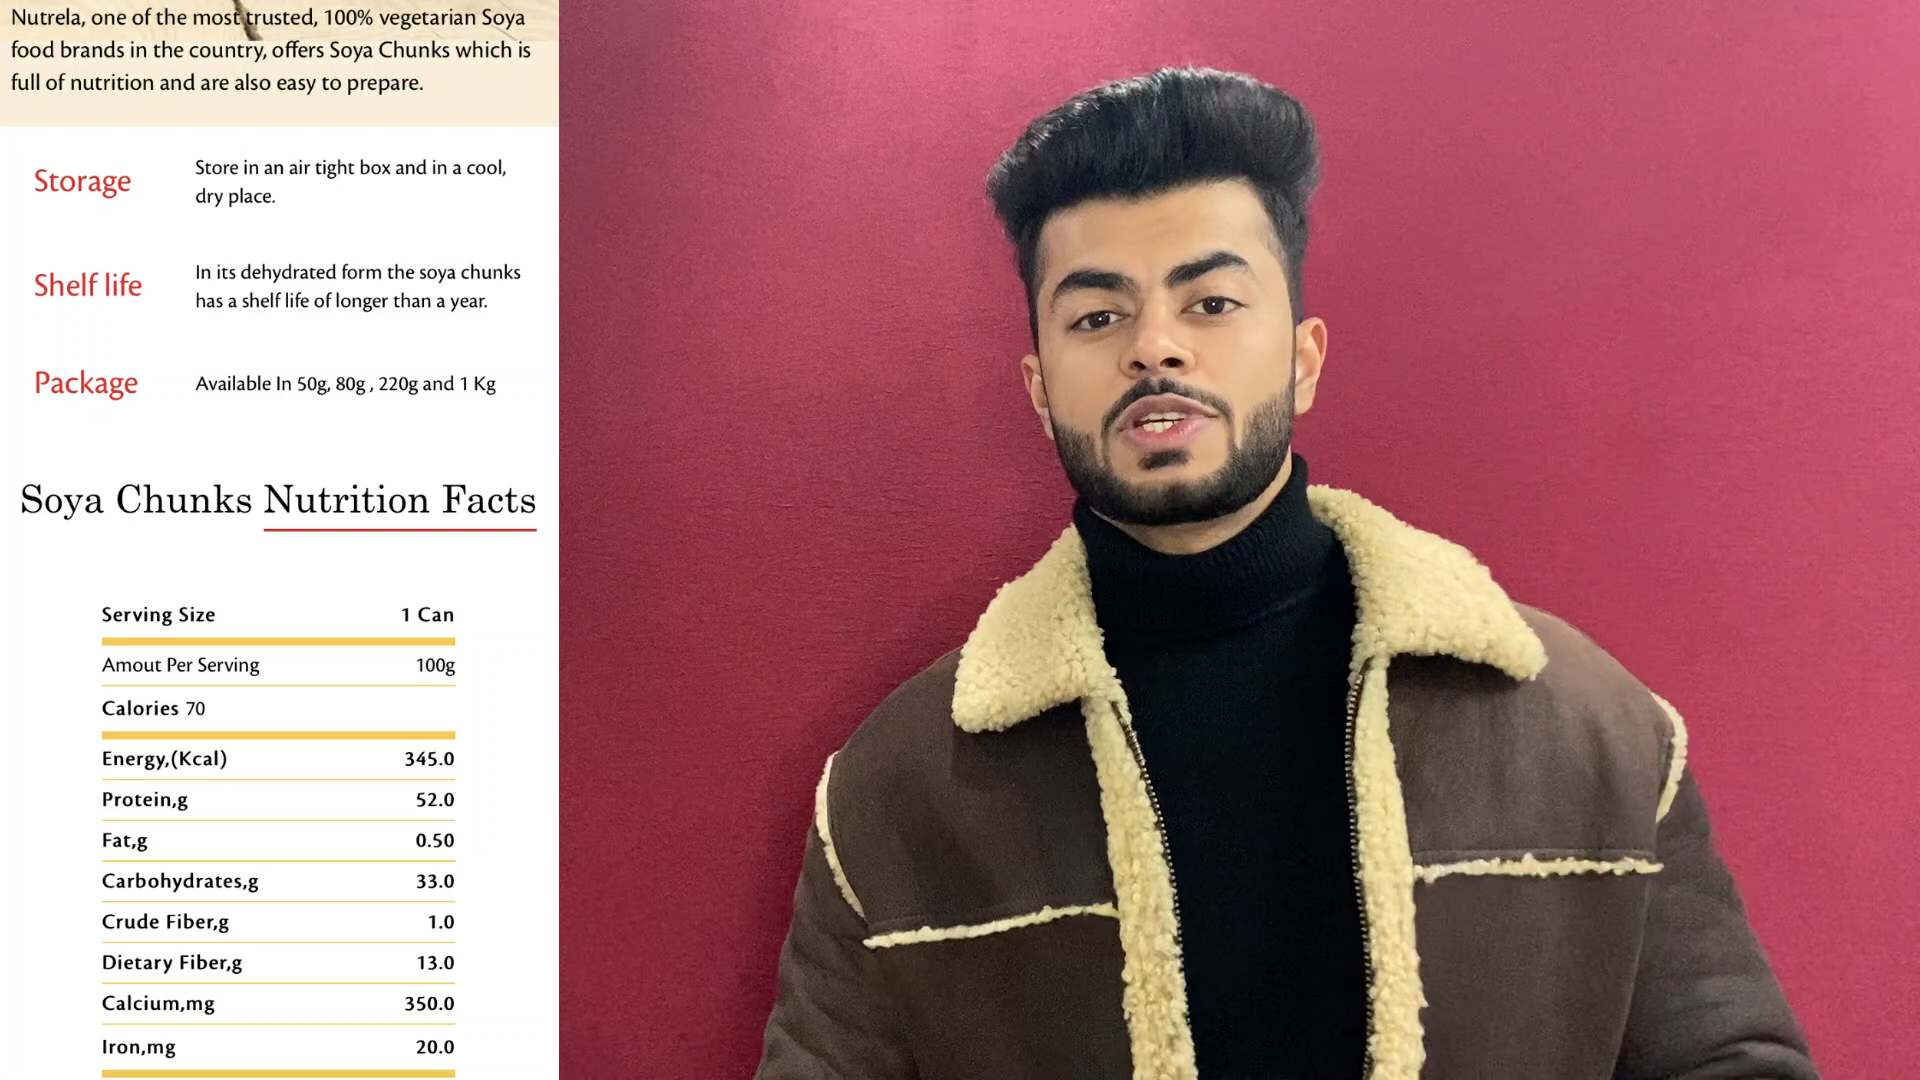 Nutrela, one of the most trusted, 100% vegetarian Soya
food brands in the country, offers Soya Chunks which is
full of nutrition and are also easy to prepare.
Storage
Store in an air tight box and in a cool,
dry place.
Shelf life
In its dehydrated form the soya chunks
has a shelf life of longer than a year.
Package
Available In 50g, 80g , 220g and 1 Kg
Soya Chunks Nutrition Facts
Serving Size 1 Can
Amout Per Serving 100g
Calories 70
Energy,(Kcal) 345.0
Protein,g 52.0
Fat,g 0.50
Carbohydrates,g 33.0
Crude Fiber,g 1.0
Dietary Fiber,g 13.0
Calcium,mg 350.0
Iron,mg 20.0